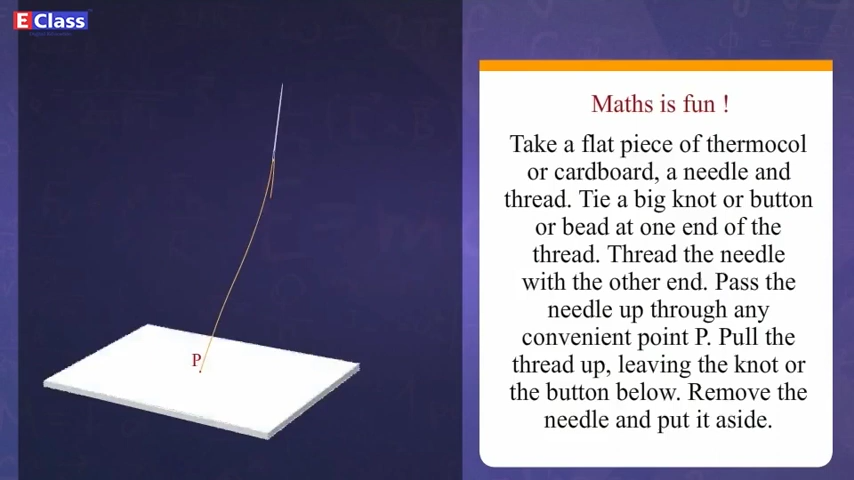 EClass
Maths is fun !
Take a flat piece of thermocol
or cardboard, a needle and
thread. Tie a big knot or button
or bead at one end of the
thread. Thread the needle
with the other end. Pass the
needle up through any
convenient point P. Pull the
thread up, leaving the knot or
the button below. Remove the
needle and put it aside.
P